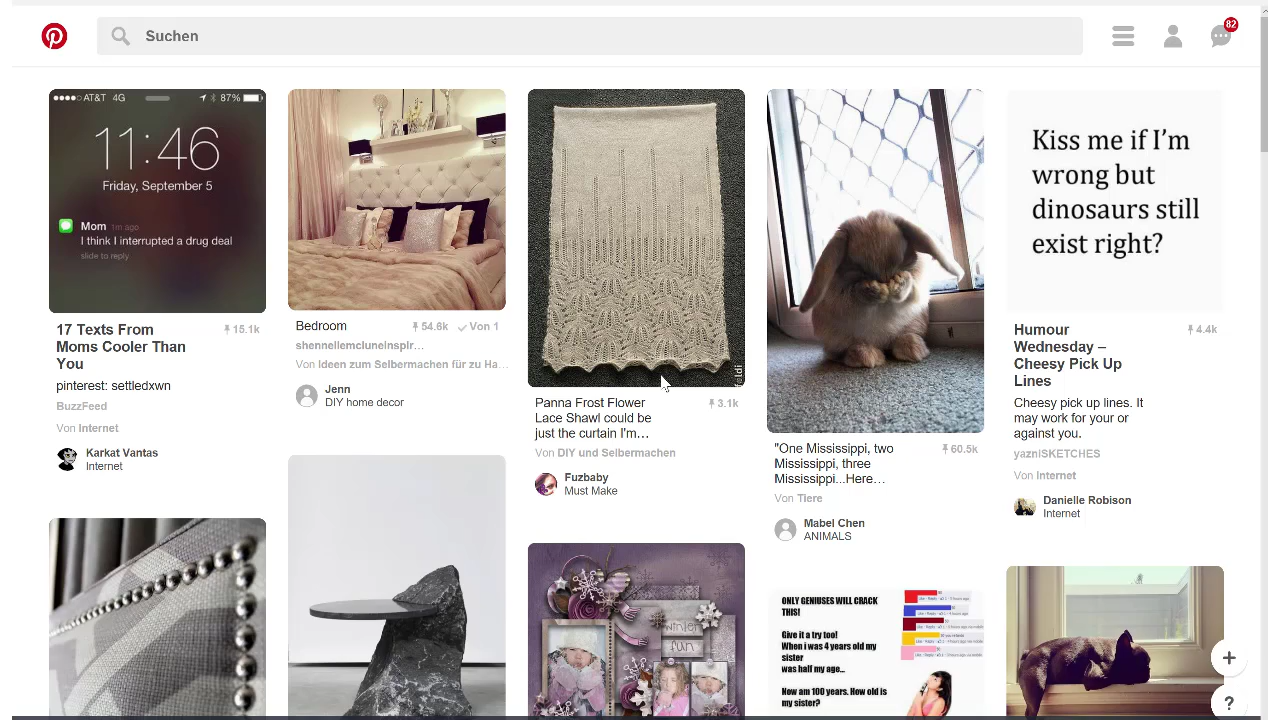 Suchen
82
AT&T 4G 87%
11:46
Friday, September 5
Mom 1m ago
I think I interrupted a drug deal
slide to reply
17 Texts From
Moms Cooler Than
You
15.1k
pinterest: settledxwn
BuzzFeed
Von Internet
Karkat Vantas
Internet
Bedroom
54.6k
Von 1
shennellemcluneinspir...
Von Ideen zum Selbermachen für zu Ha...
Jenn
DIY home decor
Panna Frost Flower
Lace Shawl could be
just the curtain I'm...
3.1k
Von DIY und Selbermachen
Fuzbaby
Must Make
"One Mississippi, two
Mississippi, three
Mississippi...Here...
60.5k
Von Tiere
Mabel Chen
ANIMALS
Kiss me if I'm
wrong but
dinosaurs still
exist right?
Humour
Wednesday –
Cheesy Pick Up
Lines
4.4k
Cheesy pick up lines. It
may work for your or
against you.
yazniSKETCHES
Von Internet
Danielle Robison
Internet
winter
fun
ONLY GENIUSES WILL CRACK
THIS!
Give it a try too!
When i was 4 years old my
sister
was half my age...
Now am 100 years. How old is
my sister?
+
?